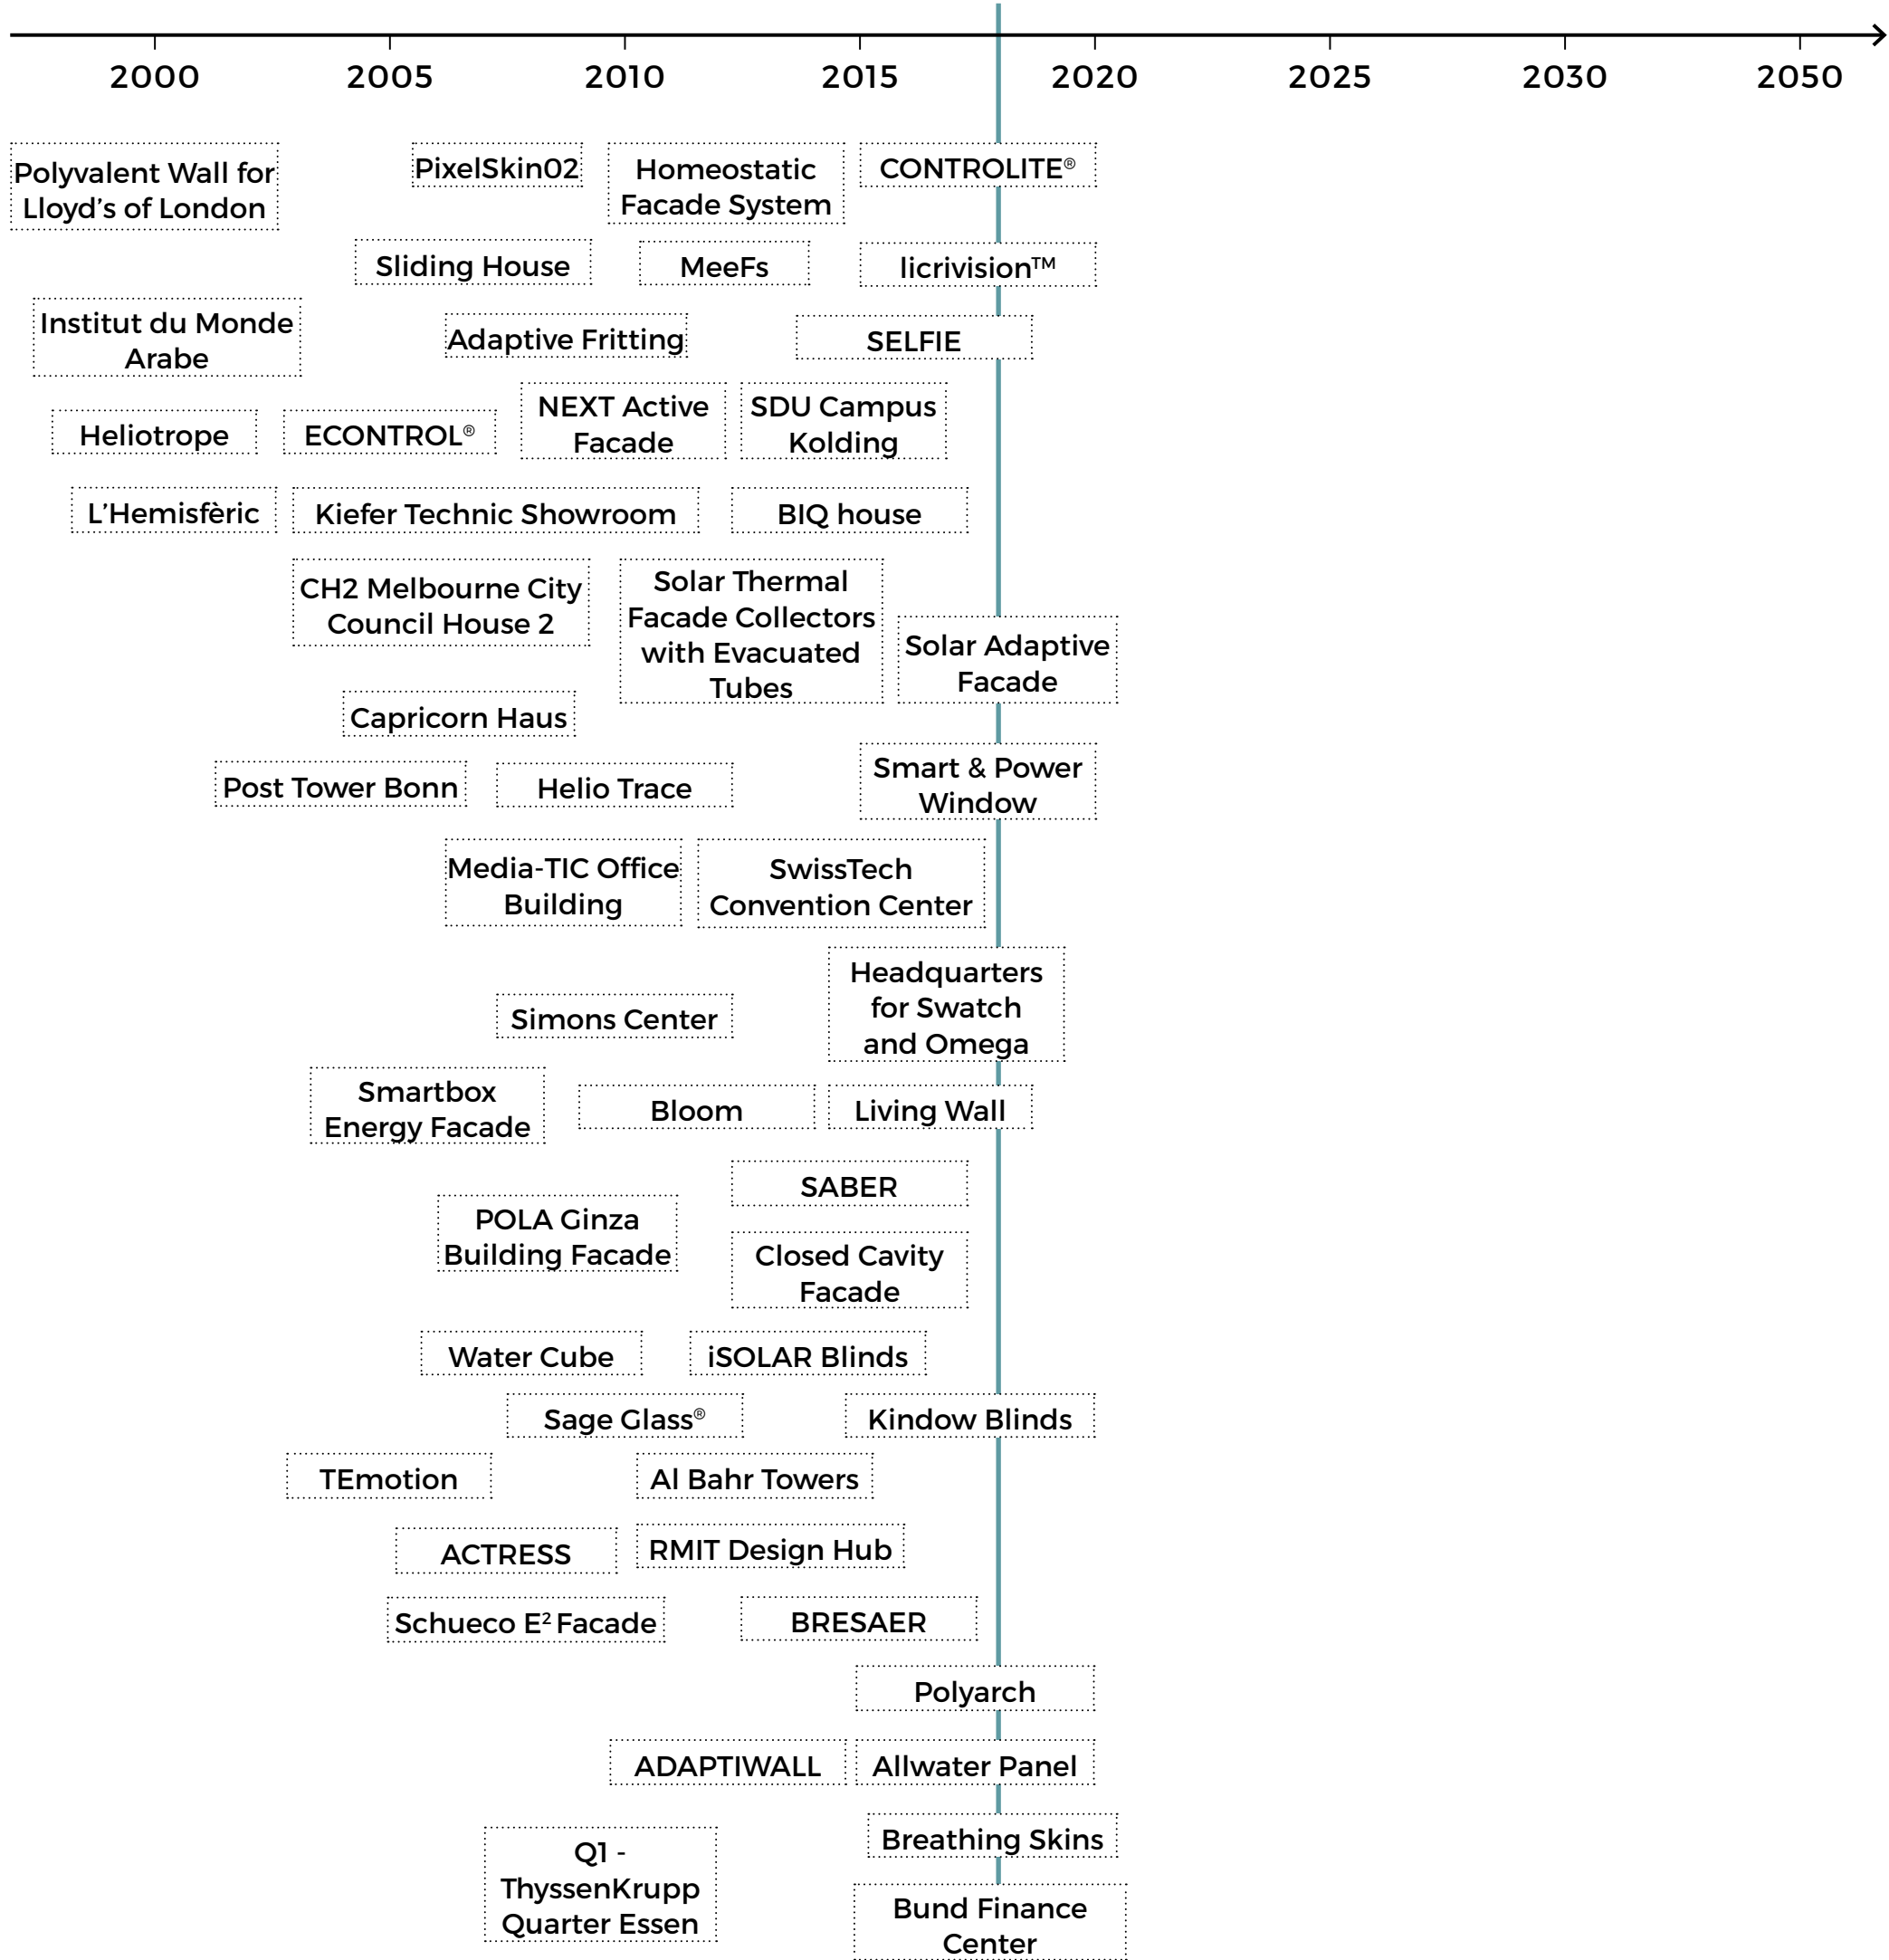 2000
2005
2010
2015
2020
2025
2030
2050
Polyvalent Wall for
Lloyd's of London
PixelSkin02
Homeostatic
Facade System
CONTROLITE®
Sliding House
MeeFs
licrivision™
Institut du Monde
Arabe
Adaptive Fritting
SELFIE
Heliotrope
ECONTROL®
NEXT Active
Facade
SDU Campus
Kolding
L'Hemisfèric
Kiefer Technic Showroom
BIQ house
CH2 Melbourne City
Council House 2
Solar Thermal
Facade Collectors
with Evacuated
Tubes
Solar Adaptive
Facade
Capricorn Haus
Post Tower Bonn
Helio Trace
Smart & Power
Window
Media-TIC Office
Building
SwissTech
Convention Center
Headquarters
for Swatch
and Omega
Simons Center
Smartbox
Energy Facade
Bloom
Living Wall
SABER
POLA Ginza
Building Facade
Closed Cavity
Facade
Water Cube
iSOLAR Blinds
Sage Glass®
Kindow Blinds
TEmotion
Al Bahr Towers
ACTRESS
RMIT Design Hub
Schueco E² Facade
BRESAER
Polyarch
ADAPTIWALL
Allwater Panel
Breathing Skins
Q1 -
ThyssenKrupp
Quarter Essen
Bund Finance
Center